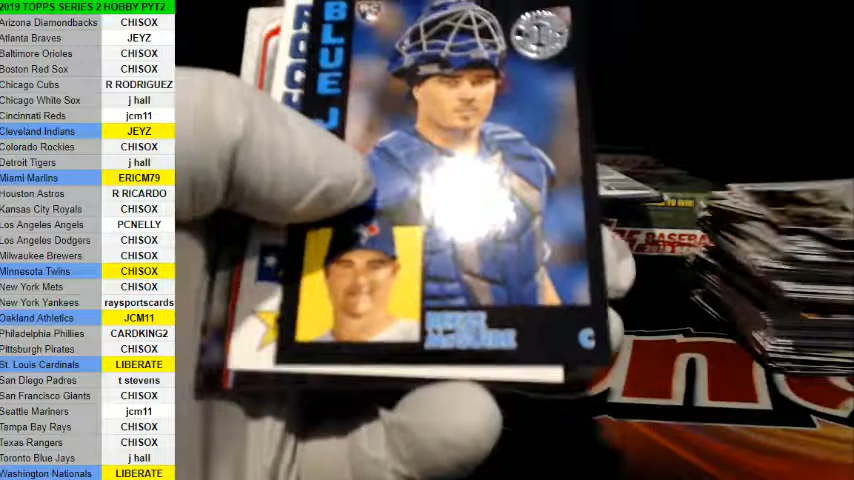 2019 TOPPS SERIES 2 HOBBY PYT2
Arizona Diamondbacks CHISOX
Atlanta Braves JEYZ
Baltimore Orioles CHISOX
Boston Red Sox CHISOX
Chicago Cubs R RODRIGUEZ
Chicago White Sox j hall
Cincinnati Reds jcm11
Cleveland Indians JEYZ
Colorado Rockies CHISOX
Detroit Tigers j hall
Miami Marlins ERICM79
Houston Astros R RICARDO
Kansas City Royals CHISOX
Los Angeles Angels PCNELLY
Los Angeles Dodgers CHISOX
Milwaukee Brewers CHISOX
Minnesota Twins CHISOX
New York Mets CHISOX
New York Yankees raysportscards
Oakland Athletics JCM11
Philadelphia Phillies CARDKING2
Pittsburgh Pirates CHISOX
St. Louis Cardinals LIBERATE
San Diego Padres t stevens
San Francisco Giants CHISOX
Seattle Mariners jcm11
Tampa Bay Rays CHISOX
Texas Rangers CHISOX
Toronto Blue Jays j hall
Washington Nationals LIBERATE
BLUE J
RC
C
BASEBALL